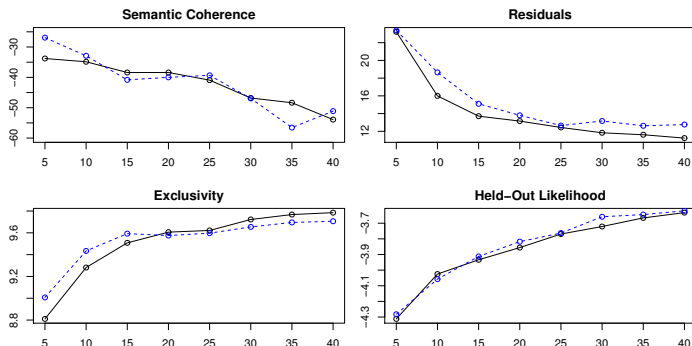 Semantic Coherence
-30
-40
-50
-60
5 10 15 20 25 30 35 40
Residuals
20
16
12
5 10 15 20 25 30 35 40
Exclusivity
9.6
9.2
8.8
5 10 15 20 25 30 35 40
Held−Out Likelihood
-3.7
-3.9
-4.1
-4.3
5 10 15 20 25 30 35 40